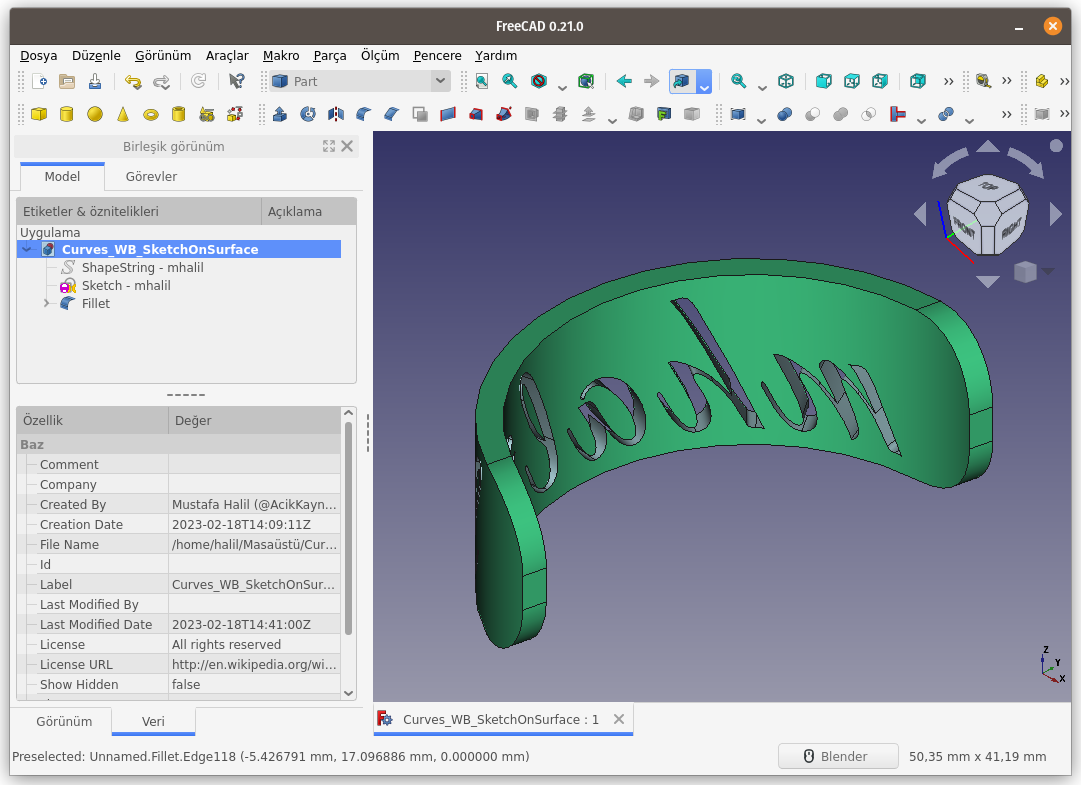 FreeCAD 0.21.0
Dosya Düzenle Görünüm Araçlar Makro Parça Ölçüm Pencere Yardım
Part
Birleşik görünüm
Model Görevler
Etiketler & öznitelikleri Açıklama
Uygulama
Curves_WB_SketchOnSurface
ShapeString - mhalil
Sketch - mhalil
Fillet
Özellik Değer
Baz
Comment
Company
Created By Mustafa Halil (@AcikKayn...
Creation Date 2023-02-18T14:09:11Z
File Name /home/halil/Masaüstü/Cur...
Id
Label Curves_WB_SketchOnSur...
Last Modified By
Last Modified Date 2023-02-18T14:41:00Z
License All rights reserved
License URL http://en.wikipedia.org/wi...
Show Hidden false
Görünüm Veri
TOP
FRONT RIGHT
Z
Y
X
Curves_WB_SketchOnSurface : 1
Preselected: Unnamed.Fillet.Edge118 (-5.426791 mm, 17.096886 mm, 0.000000 mm)
Blender 50,35 mm x 41,19 mm